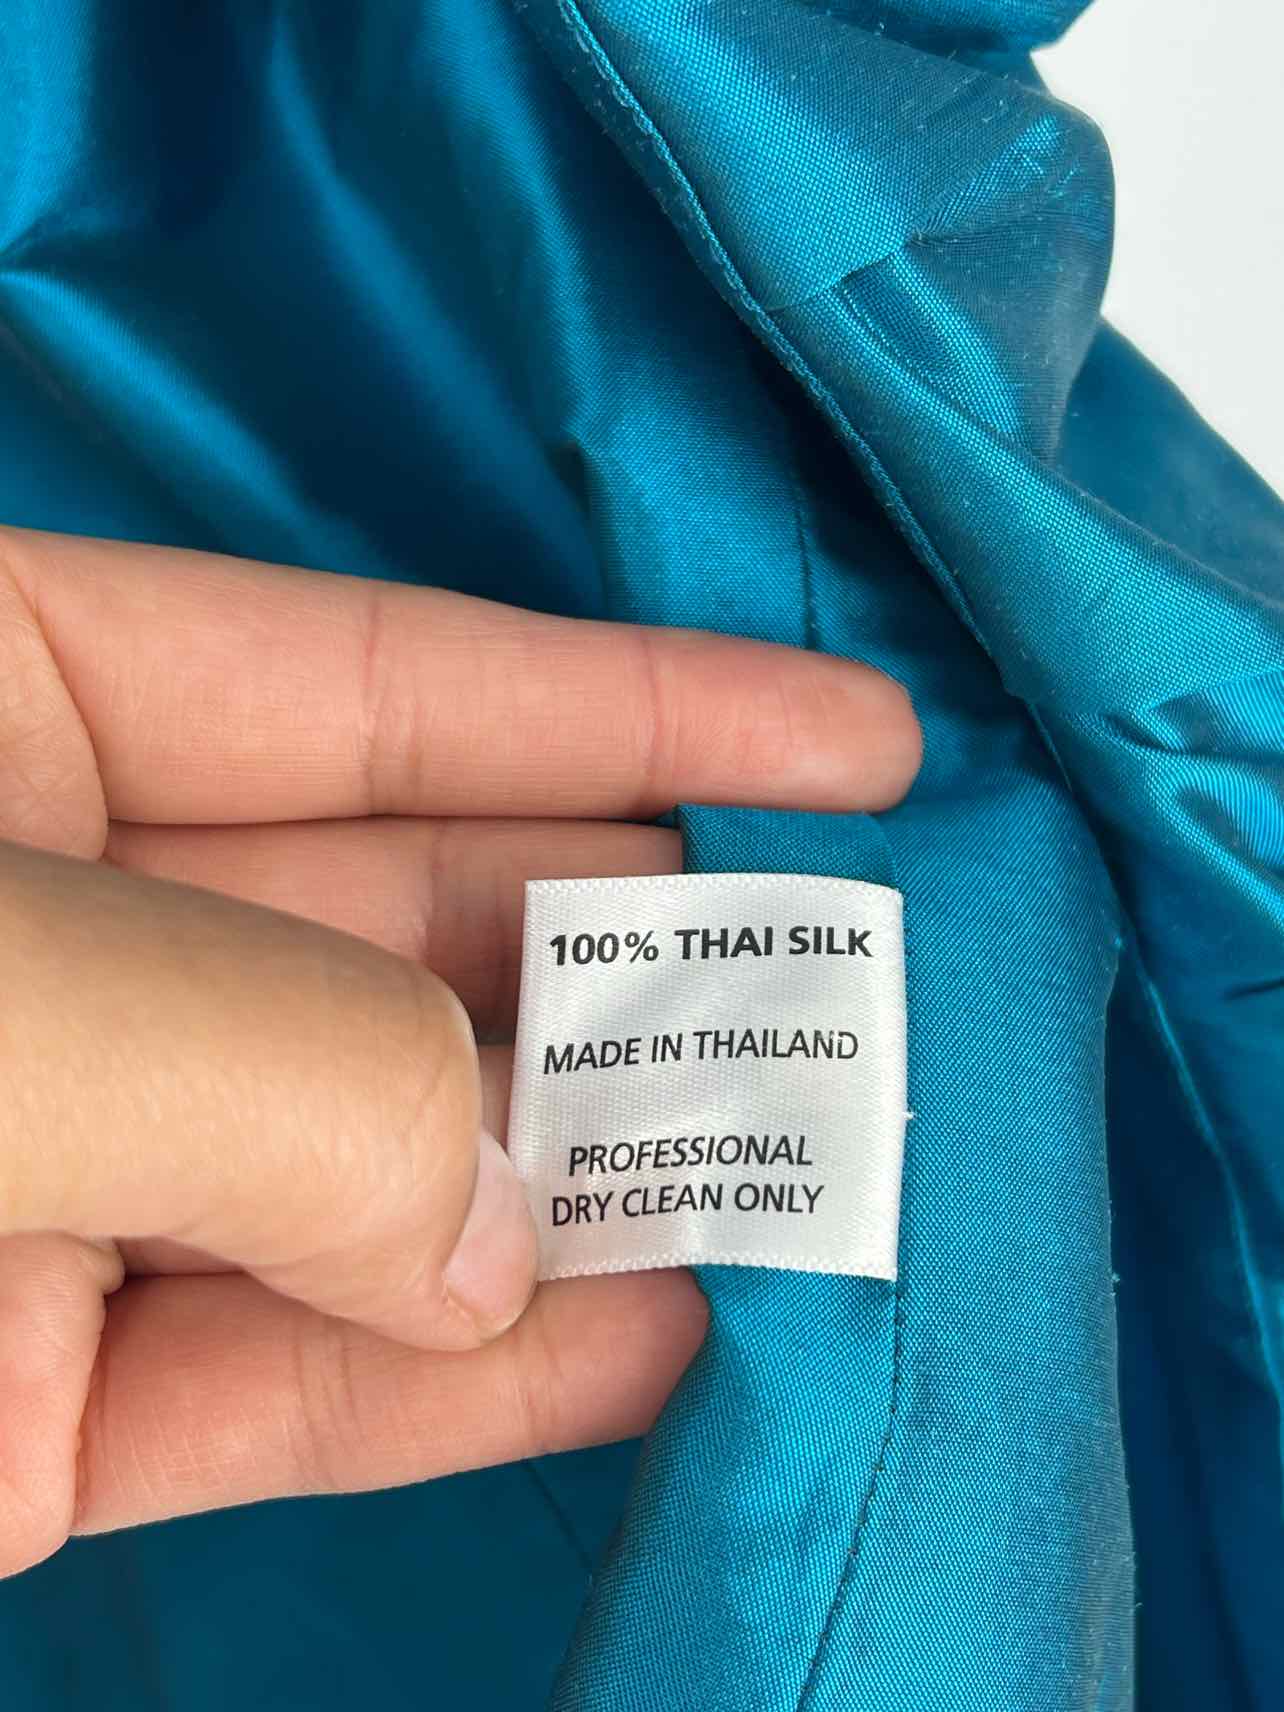 100% THAI SILK
MADE IN THAILAND
PROFESSIONAL
DRY CLEAN ONLY